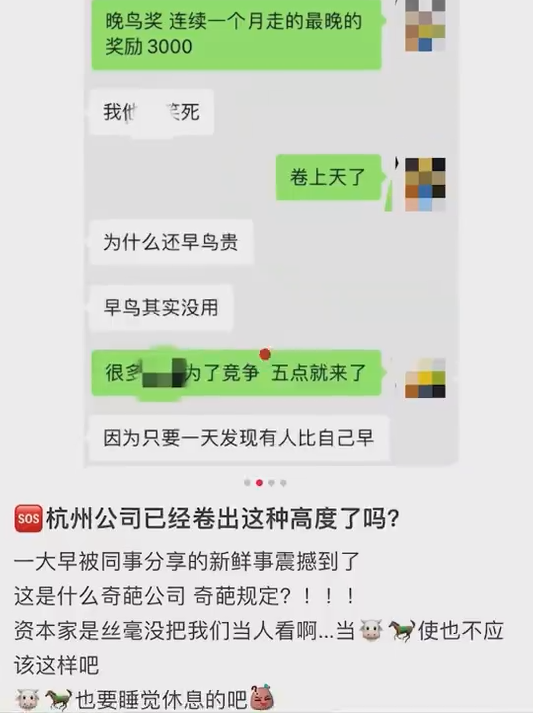 晚鸟奖 连续一个月走的最晚的
奖励 3000
我 死
卷上天了
为什么还早鸟贵
早鸟其实没用
很多 为了竞争 五点就来了
因为只要一天发现有人比自己早
SOS杭州公司已经卷出这种高度了吗？
一大早被同事分享的新鲜事震撼到了
这是什么奇葩公司 奇葩规定？！！！
资本家是丝毫没把我们当人看啊...当🐮🐎使也不应
该这样吧
🐮🐎也要睡觉休息的吧